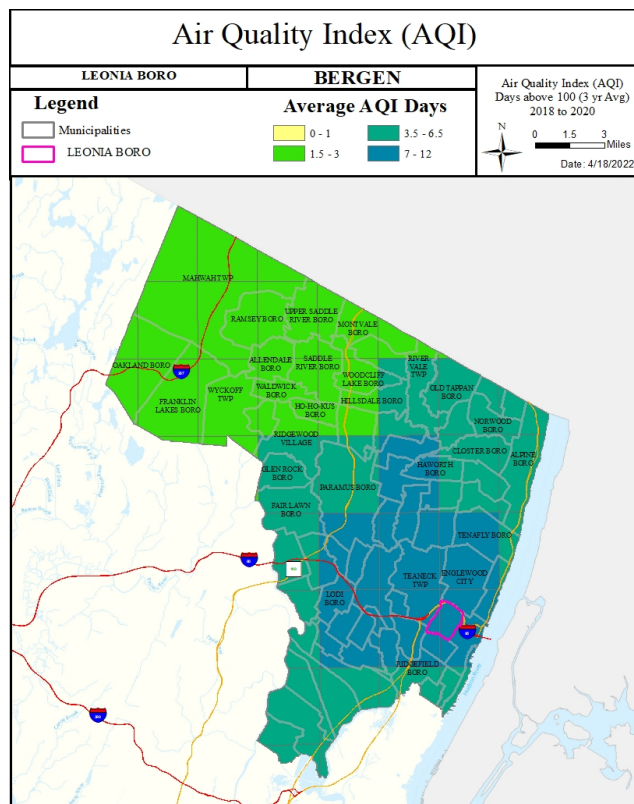 Air Quality Index (AQI)
LEONIA BORO
BERGEN
Air Quality Index (AQI)
Days above 100 (3 yr Avg)
2018 to 2020
Legend
Municipalities
LEONIA BORO
Average AQI Days
0 - 1
3.5 - 6.5
1.5 - 3
7 - 12
N
0 1.5 3
Miles
Date: 4/18/2022
MAHWAH TWP
RAMSEY BORO
UPPER SADDLE
RIVER BORO
MONTVALE
BORO
OAKLAND BORO
ALLENDALE
BORO
SADDLE
RIVER BORO
RIVER
VALE
TWP
WOODCLIFF
LAKE BORO
OLD TAPPAN
BORO
FRANKLIN
LAKES BORO
WYCKOFF
TWP
WALDWICK
BORO
HO-HO-KUS
BORO
HILLSDALE BORO
NORWOOD
BORO
RIDGEWOOD
VILLAGE
CLOSTER BORO
ALPINE
BORO
GLEN ROCK
BORO
PARAMUS BORO
HAWORTH
BORO
FAIR LAWN
BORO
TENAFLY BORO
LODI
BORO
TEANECK
TWP
ENGLEWOOD
CITY
RIDGEFIELD
BORO